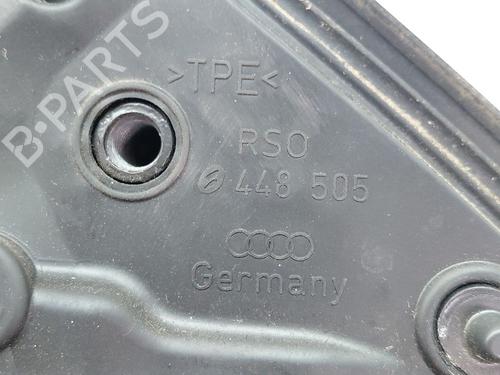 B-PARTS
>TPE<
RSO
448 505
Germany